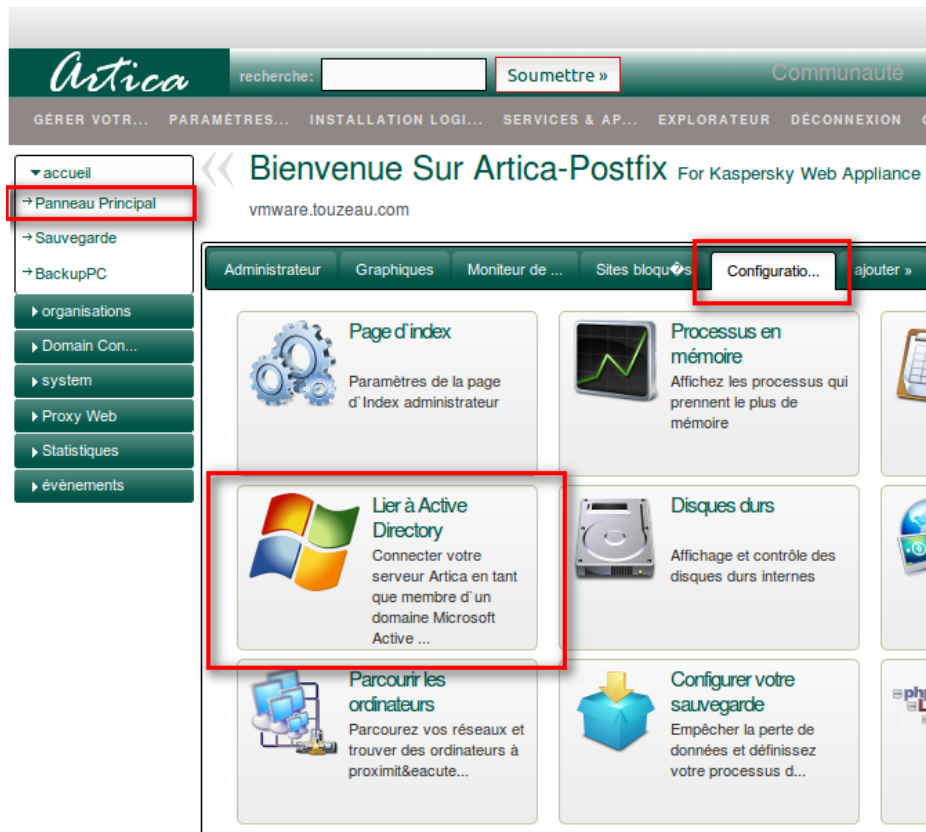 Artica
recherche:
Soumettre »
Communauté
GÉRER VOTR...
PARAMÈTRES...
INSTALLATION LOGI...
SERVICES & AP...
EXPLORATEUR
DÉCONNEXION
accueil
Panneau Principal
Sauvegarde
BackupPC
organisations
Domain Con...
system
Proxy Web
Statistiques
évènements
Bienvenue Sur Artica-Postfix For Kaspersky Web Appliance
vmware.touzeau.com
Administrateur
Graphiques
Moniteur de ...
Sites bloqu�s
Configuratio...
ajouter »
Page d`index
Paramètres de la page
d`Index administrateur
Processus en
mémoire
Affichez les processus qui
prennent le plus de
mémoire
Lier à Active
Directory
Connecter votre
serveur Artica en tant
que membre d`un
domaine Microsoft
Active ...
Disques durs
Affichage et contrôle des
disques durs internes
Parcourir les
ordinateurs
Parcourez vos réseaux et
trouver des ordinateurs à
proximit&eacute...
Configurer votre
sauvegarde
Empêcher la perte de
données et définissez
votre processus d...
php